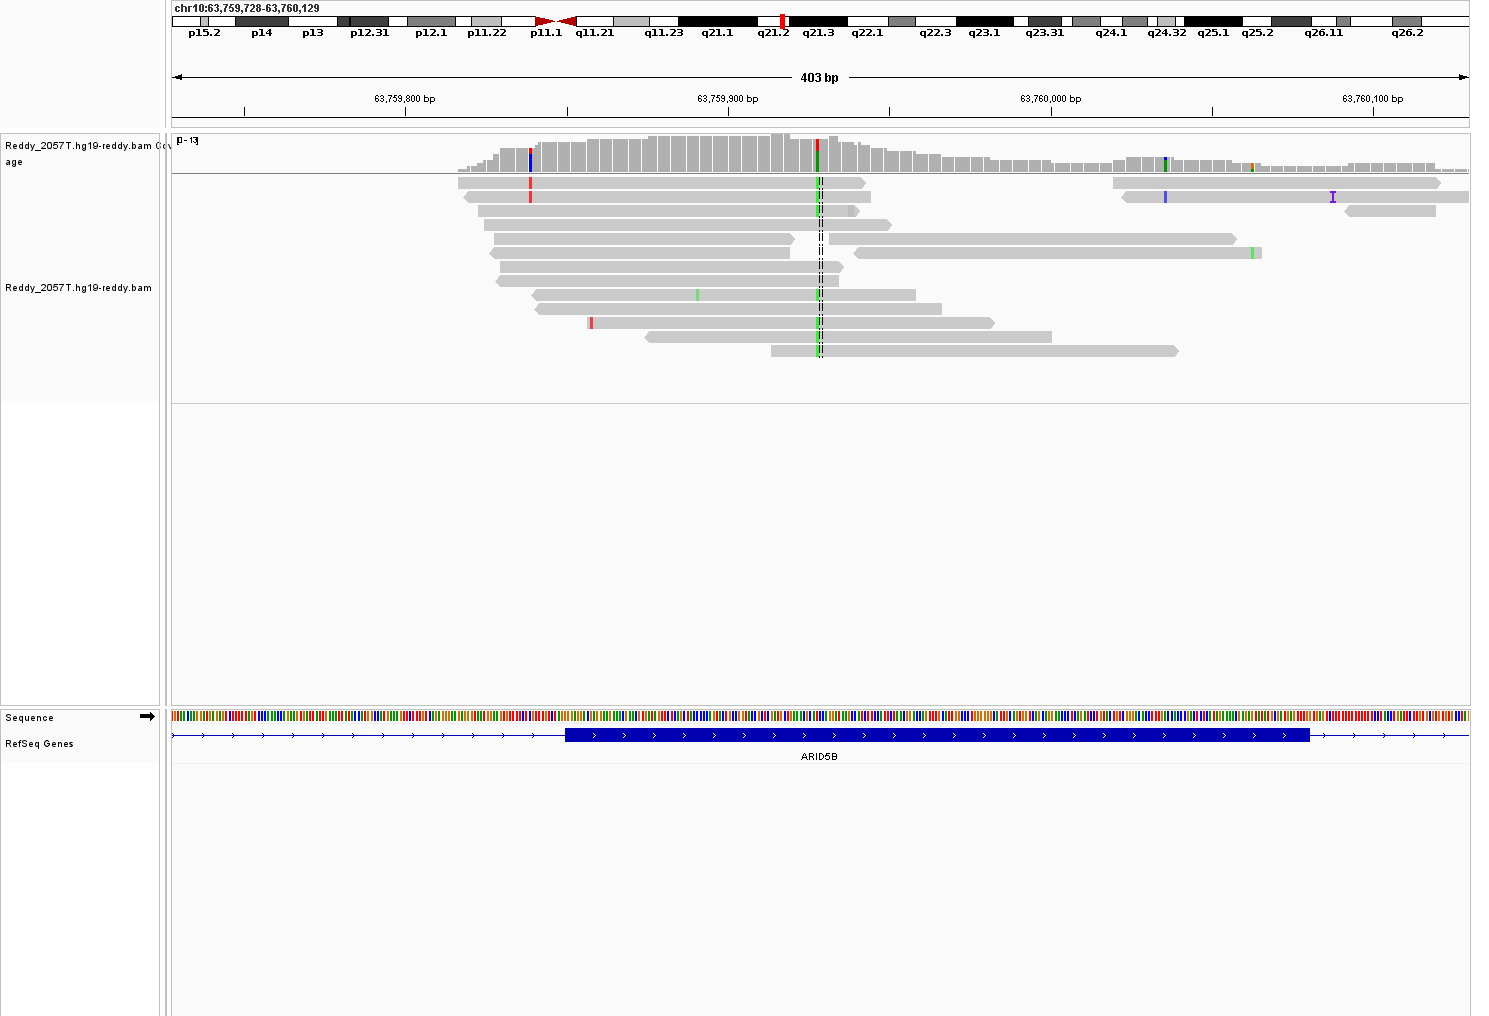 chr10:63,759,728-63,760,129
p15.2 p14 p13 p12.31 p12.1 p11.22 p11.1 q11.21 q11.23 q21.1 q21.2 q21.3 q22.1 q22.3 q23.1 q23.31 q24.1 q24.32 q25.1 q25.2 q26.11 q26.2
403 bp
63,759,800 bp 63,759,900 bp 63,760,000 bp 63,760,100 bp
[0 - 13]
Reddy_2057T.hg19-reddy.bam Cov
age
Reddy_2057T.hg19-reddy.bam
Sequence
RefSeq Genes
ARID5B